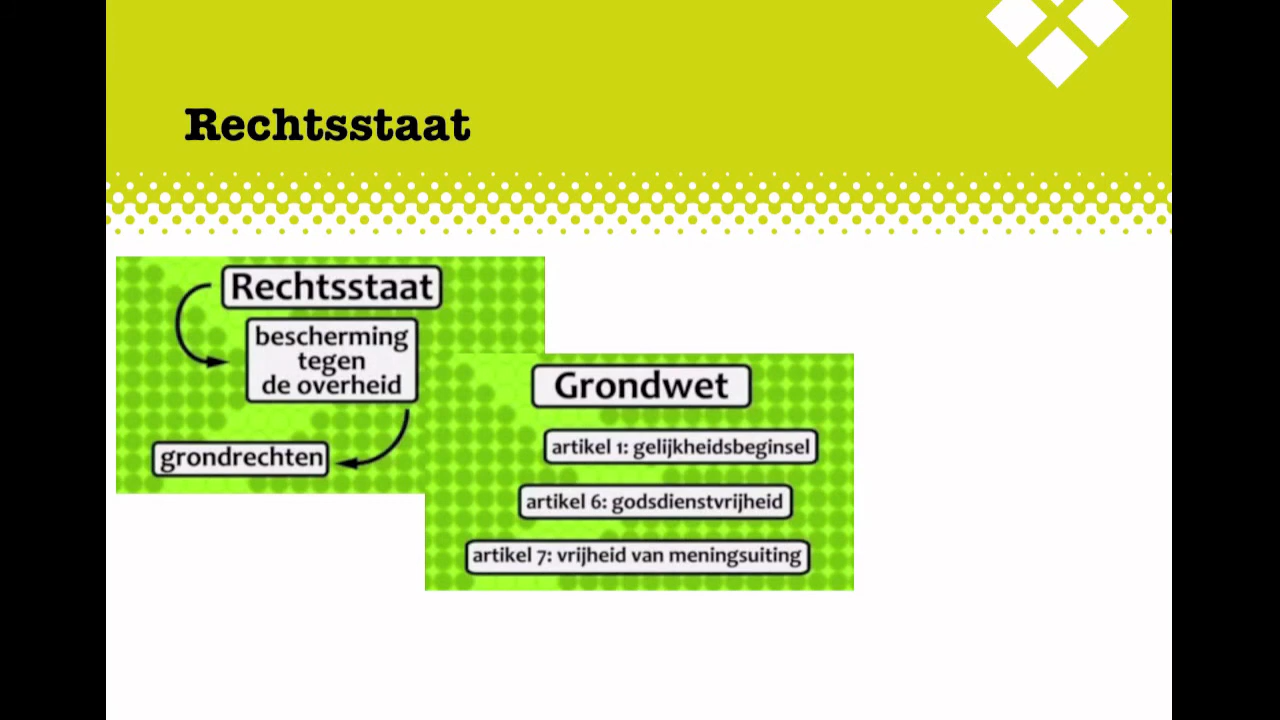 Rechtsstaat
Rechtsstaat
bescherming
tegen
de overheid
grondrechten
Grondwet
artikel 1: gelijkheidsbeginsel
artikel 6: godsdienstvrijheid
artikel 7: vrijheid van meningsuiting